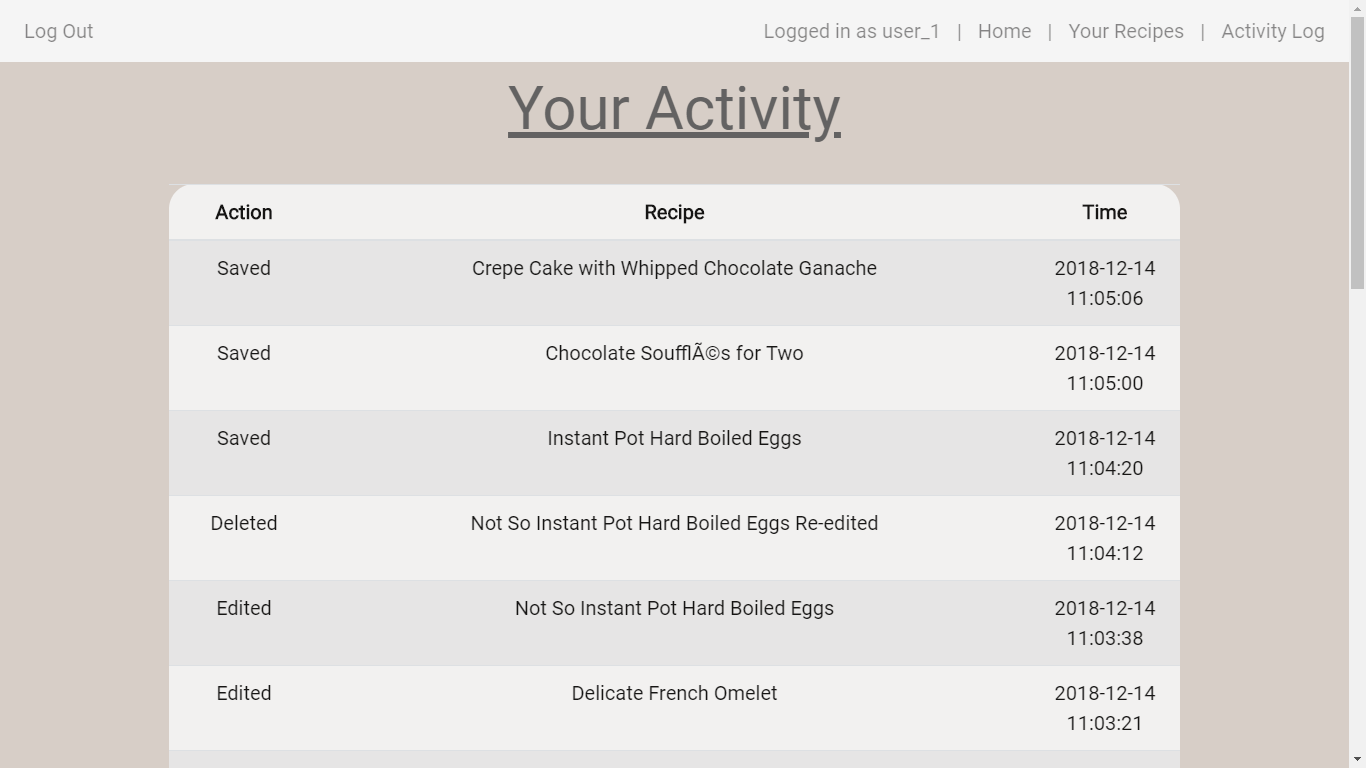 Log Out Logged in as user_1 | Home | Your Recipes | Activity Log
Your Activity
Action Recipe Time
Saved Crepe Cake with Whipped Chocolate Ganache 2018-12-14
11:05:06
Saved Chocolate SoufflÃ©s for Two 2018-12-14
11:05:00
Saved Instant Pot Hard Boiled Eggs 2018-12-14
11:04:20
Deleted Not So Instant Pot Hard Boiled Eggs Re-edited 2018-12-14
11:04:12
Edited Not So Instant Pot Hard Boiled Eggs 2018-12-14
11:03:38
Edited Delicate French Omelet 2018-12-14
11:03:21